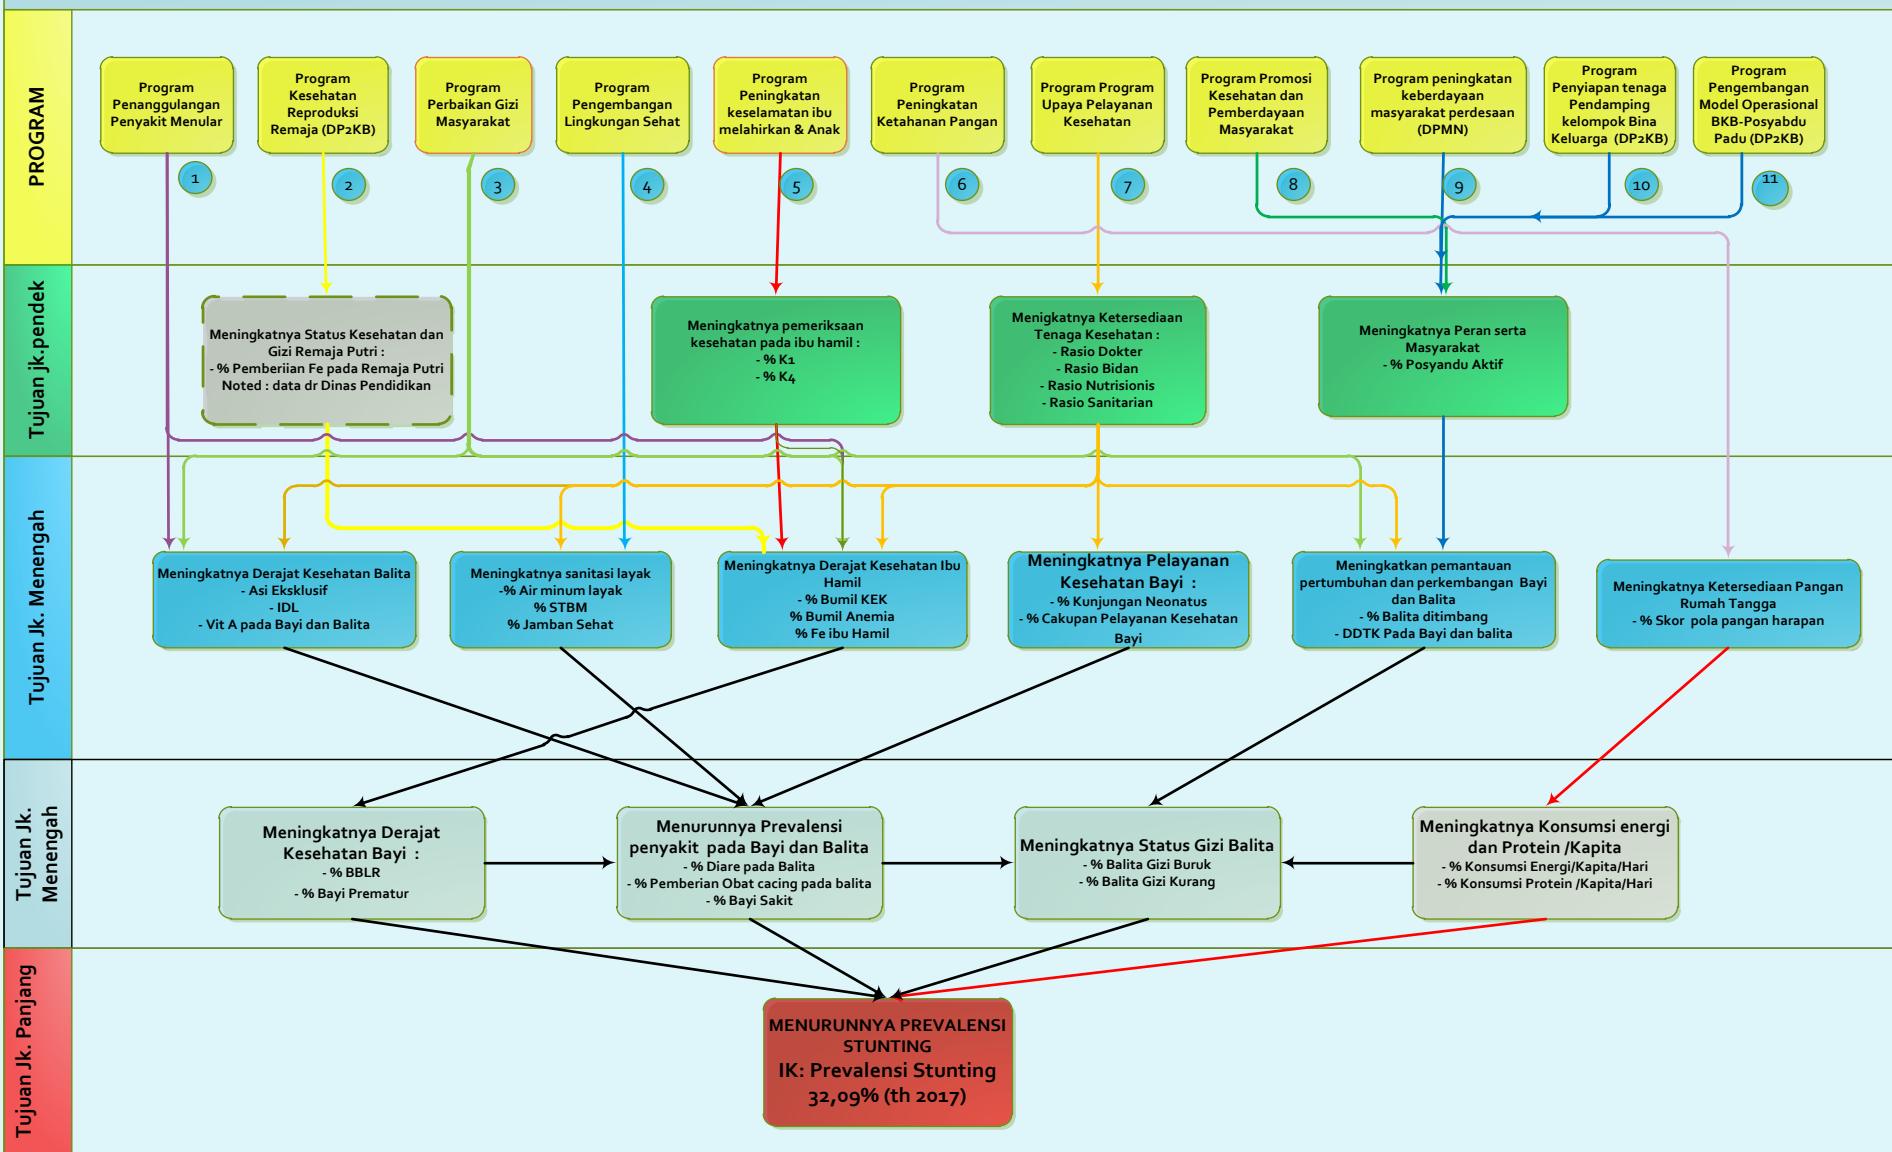 PROGRAM
Program
Penanggulangan
Penyakit Menular
Program
Kesehatan
Reproduksi
Remaja (DP2KB)
Program
Perbaikan Gizi
Masyarakat
Program
Pengembangan
Lingkungan Sehat
Program
Peningkatan
keselamatan ibu
melahirkan & Anak
Program
Peningkatan
Ketahanan Pangan
Program Program
Upaya Pelayanan
Kesehatan
Program Promosi
Kesehatan dan
Pemberdayaan
Masyarakat
Program peningkatan
keberdayaan
masyarakat perdesaan
(DPMN)
Program
Penyiapan tenaga
Pendamping
kelompok Bina
Keluarga (DP2KB)
Program
Pengembangan
Model Operasional
BKB-Posyabdu
Padu (DP2KB)
1
2
3
4
5
6
7
8
9
10
11
Tujuan jk.pendek
Meningkatnya Status Kesehatan dan
Gizi Remaja Putri :
- % Pemberiian Fe pada Remaja Putri
Noted : data dr Dinas Pendidikan
Meningkatnya pemeriksaan
kesehatan pada ibu hamil :
- % K1
- % K4
Menigkatnya Ketersediaan
Tenaga Kesehatan :
- Rasio Dokter
- Rasio Bidan
- Rasio Nutrisionis
- Rasio Sanitarian
Meningkatnya Peran serta
Masyarakat
- % Posyandu Aktif
Tujuan Jk. Menengah
Meningkatnya Derajat Kesehatan Balita
- Asi Eksklusif
- IDL
- Vit A pada Bayi dan Balita
Meningkatnya sanitasi layak
-% Air minum layak
% STBM
% Jamban Sehat
Meningkatnya Derajat Kesehatan Ibu
Hamil
- % Bumil KEK
% Bumil Anemia
% Fe ibu Hamil
Meningkatnya Pelayanan
Kesehatan Bayi :
- % Kunjungan Neonatus
- % Cakupan Pelayanan Kesehatan
Bayi
Meningkatkan pemantauan
pertumbuhan dan perkembangan Bayi
dan Balita
- % Balita ditimbang
- DDTK Pada Bayi dan balita
Meningkatnya Ketersediaan Pangan
Rumah Tangga
- % Skor pola pangan harapan
Tujuan Jk.
Menengah
Meningkatnya Derajat
Kesehatan Bayi :
- % BBLR
- % Bayi Prematur
Menurunnya Prevalensi
penyakit pada Bayi dan Balita
- % Diare pada Balita
- % Pemberian Obat cacing pada balita
- % Bayi Sakit
Meningkatnya Status Gizi Balita
- % Balita Gizi Buruk
- % Balita Gizi Kurang
Meningkatnya Konsumsi energi
dan Protein /Kapita
- % Konsumsi Energi/Kapita/Hari
- % Konsumsi Protein /Kapita/Hari
Tujuan Jk. Panjang
MENURUNNYA PREVALENSI
STUNTING
IK: Prevalensi Stunting
32,09% (th 2017)